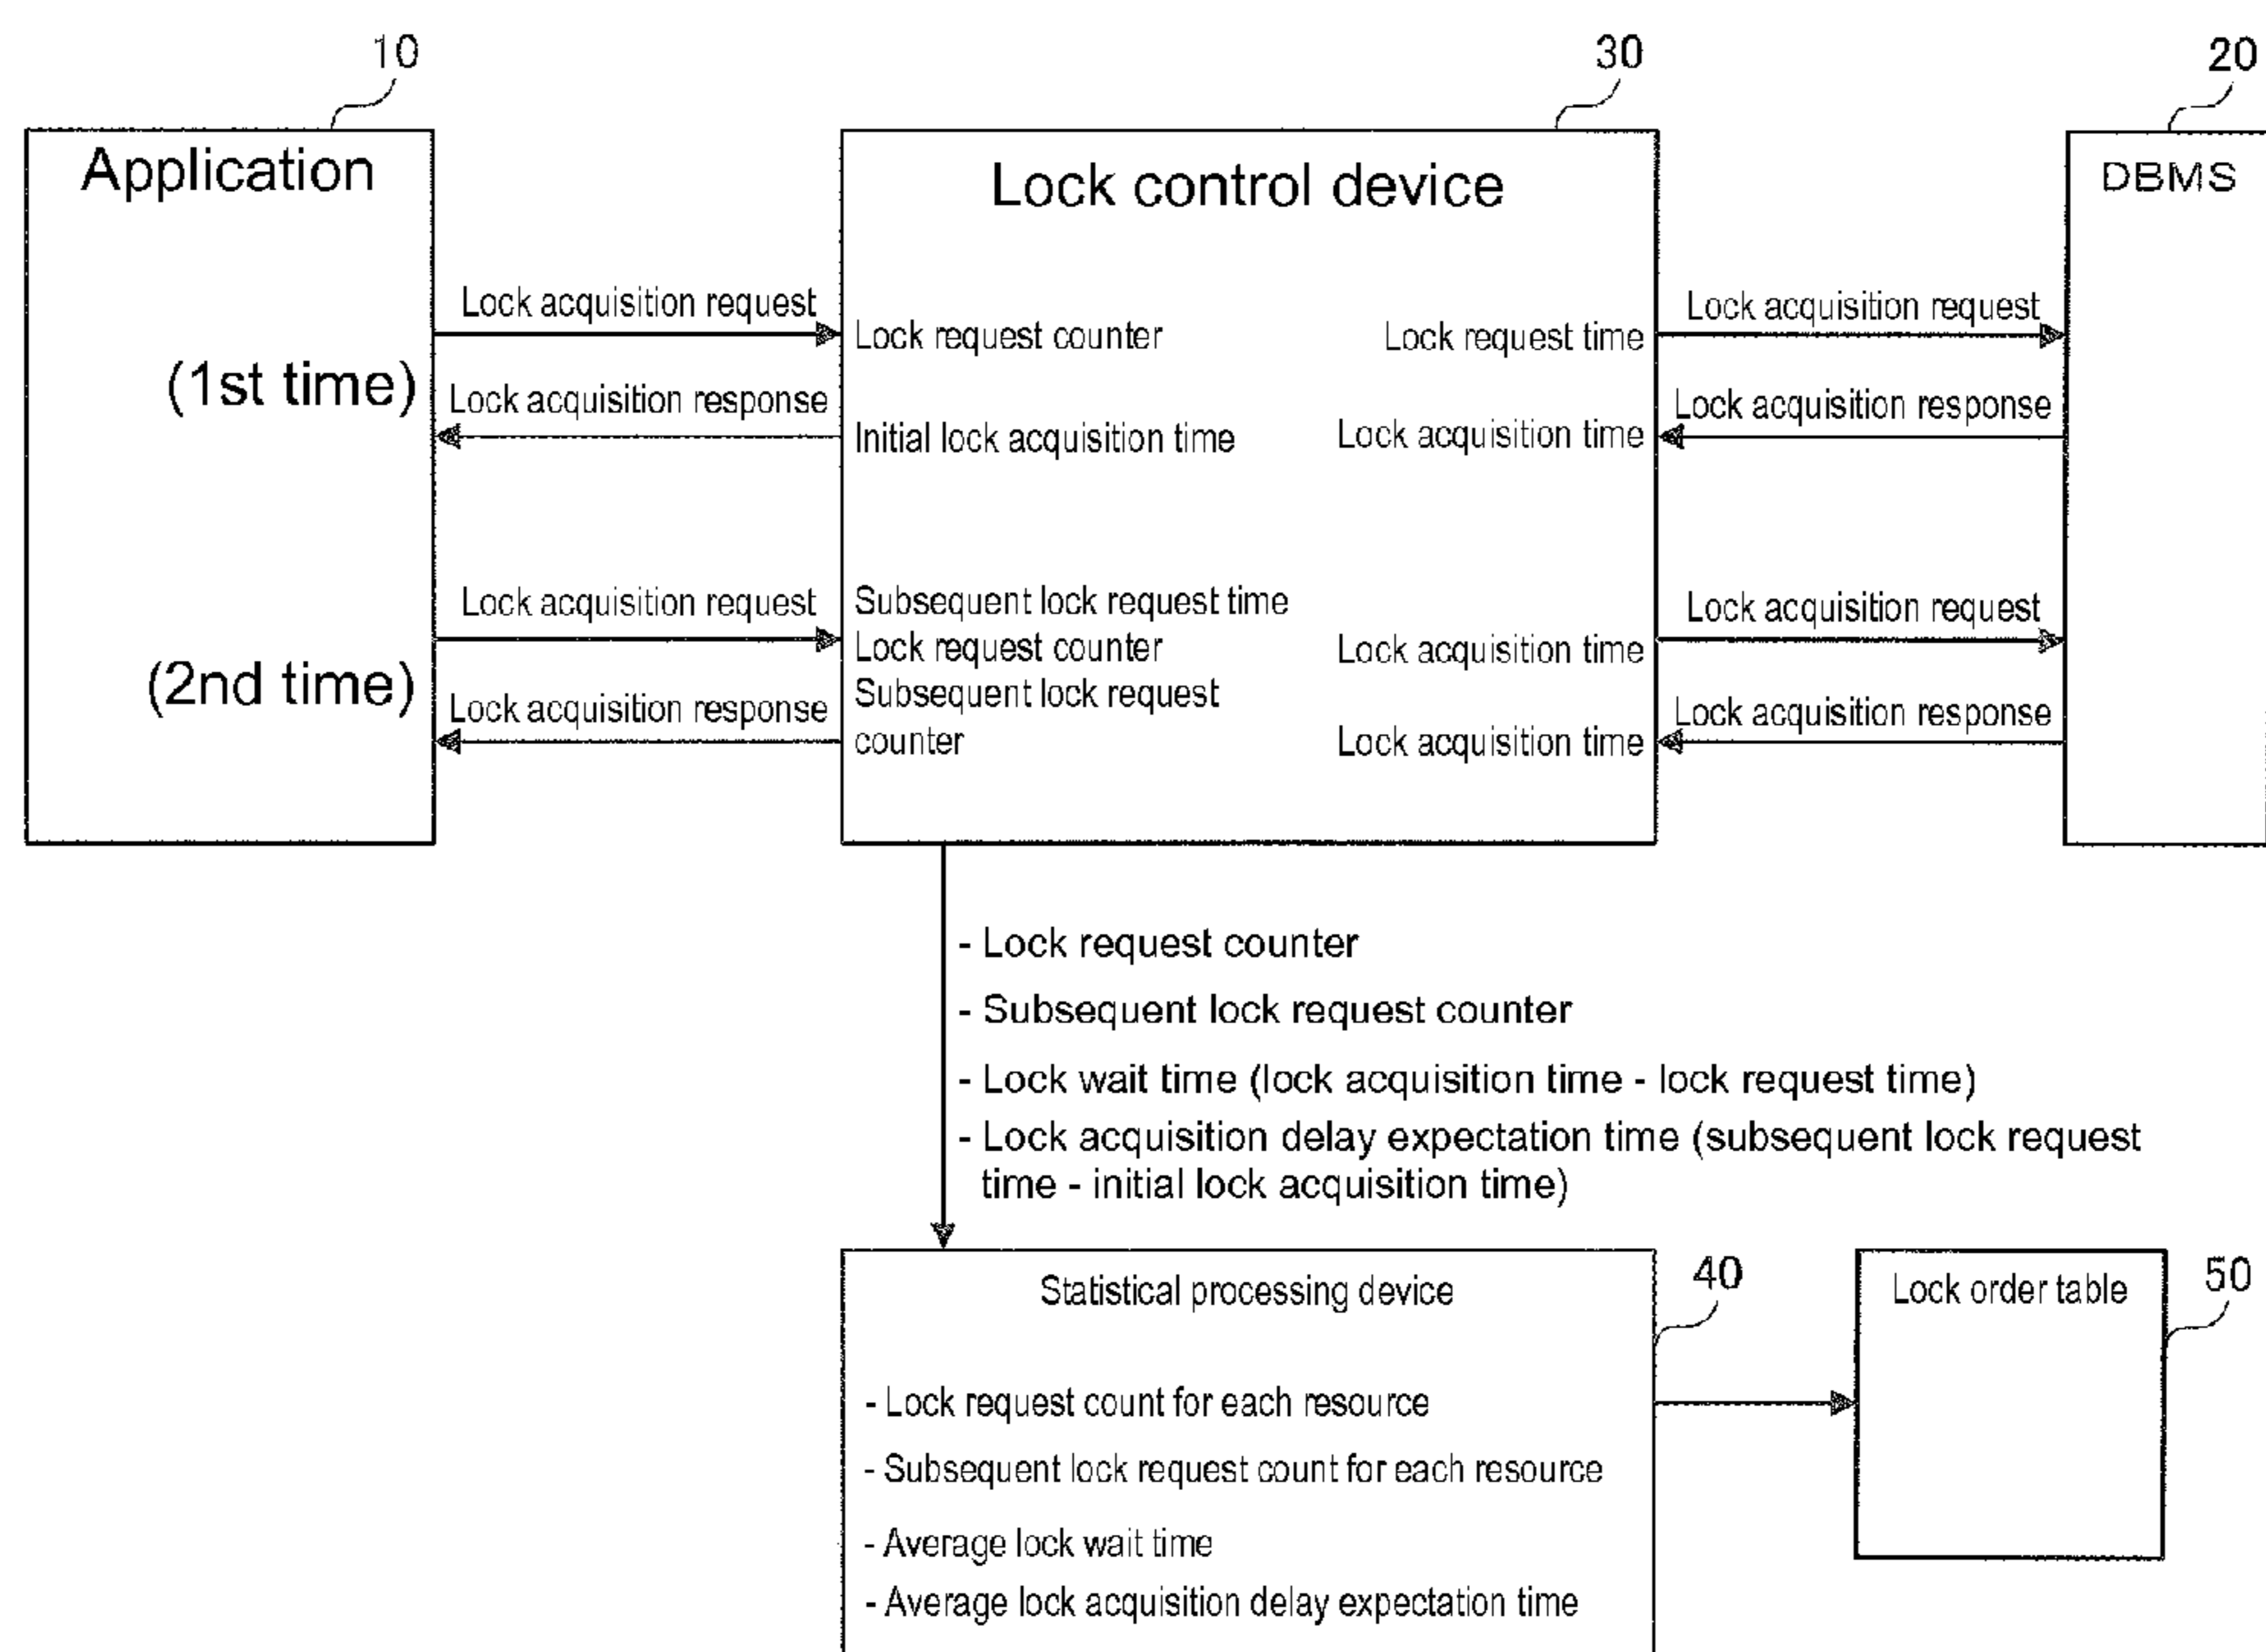 10
30
20
Application
Lock control device
DBMS
Lock acquisition request
Lock request counter
Lock request time
Lock acquisition request
(1st time)
Lock acquisition response
Initial lock acquisition time
Lock acquisition time
Lock acquisition response
Lock acquisition request
Subsequent lock request time
Lock request counter
Lock acquisition time
Lock acquisition request
(2nd time)
Lock acquisition response
Subsequent lock request
counter
Lock acquisition time
Lock acquisition response
- Lock request counter
- Subsequent lock request counter
- Lock wait time (lock acquisition time - lock request time)
- Lock acquisition delay expectation time (subsequent lock request
time - initial lock acquisition time)
Statistical processing device
40
Lock order table
50
- Lock request count for each resource
- Subsequent lock request count for each resource
- Average lock wait time
- Average lock acquisition delay expectation time